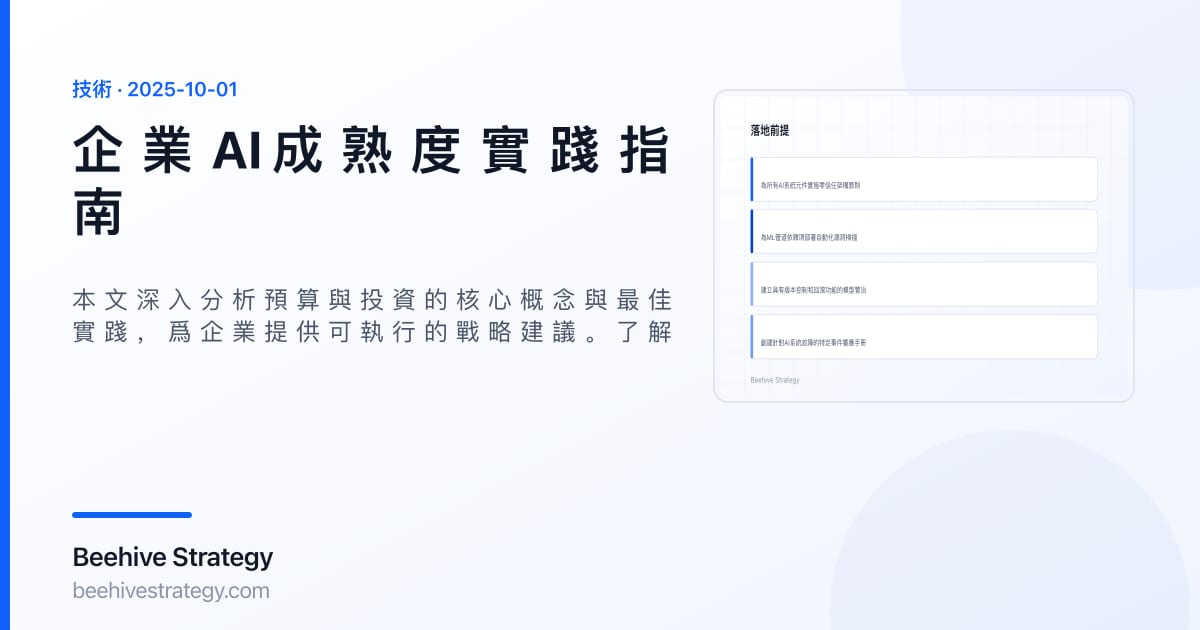 技術 · 2025-10-01
企業AI成熟度實踐指
南
本文深入分析預算與投資的核心概念與最佳
實踐，爲企業提供可執行的戰略建議。了解
Beehive Strategy
beehivestrategy.com
落地前提
為所有AI系統元件實施零信任架構原則
為ML管道依賴項部署自動化漏洞掃描
建立具有版本控制和回滾功能的模型管治
創建針對AI系統故障的特定事件響應手冊
Beehive Strategy